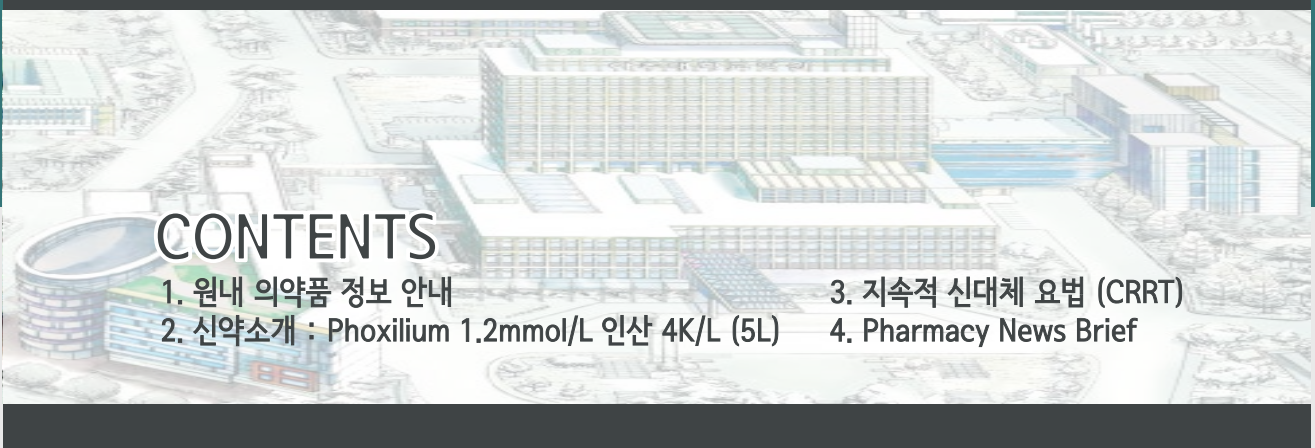 CONTENTS
1. 원내 의약품 정보 안내
2. 신약소개 : Phoxilium 1.2mmol/L 인산 4K/L (5L)
3. 지속적 신대체 요법 (CRRT)
4. Pharmacy News Brief